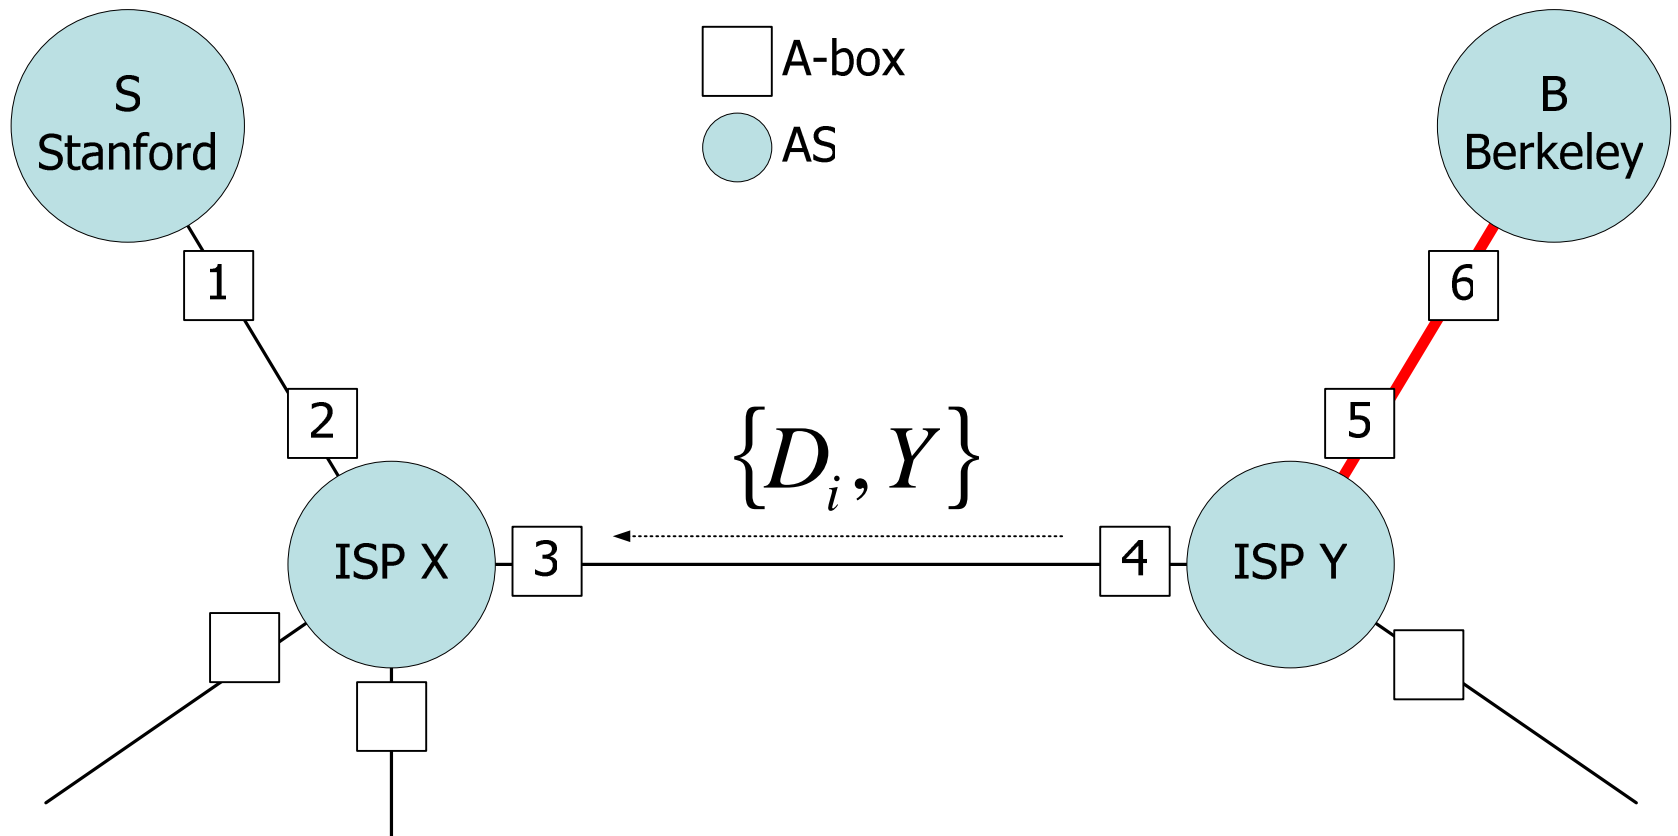 S
Stanford
A-box
AS
B
Berkeley
1
6
2
5
{D_i, Y}
ISP X
3
4
ISP Y